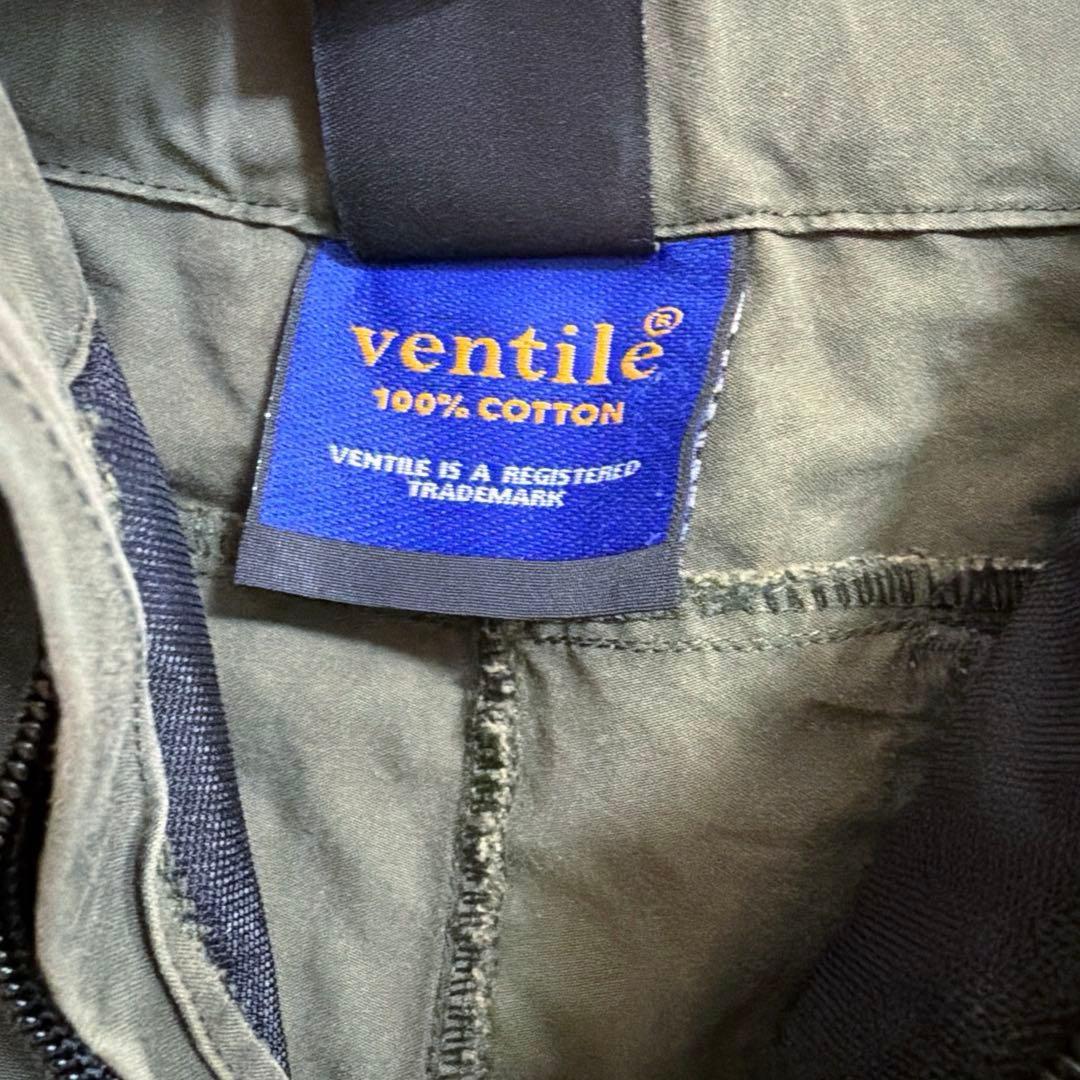 ventile®
100% COTTON
VENTILE IS A REGISTERED
TRADEMARK